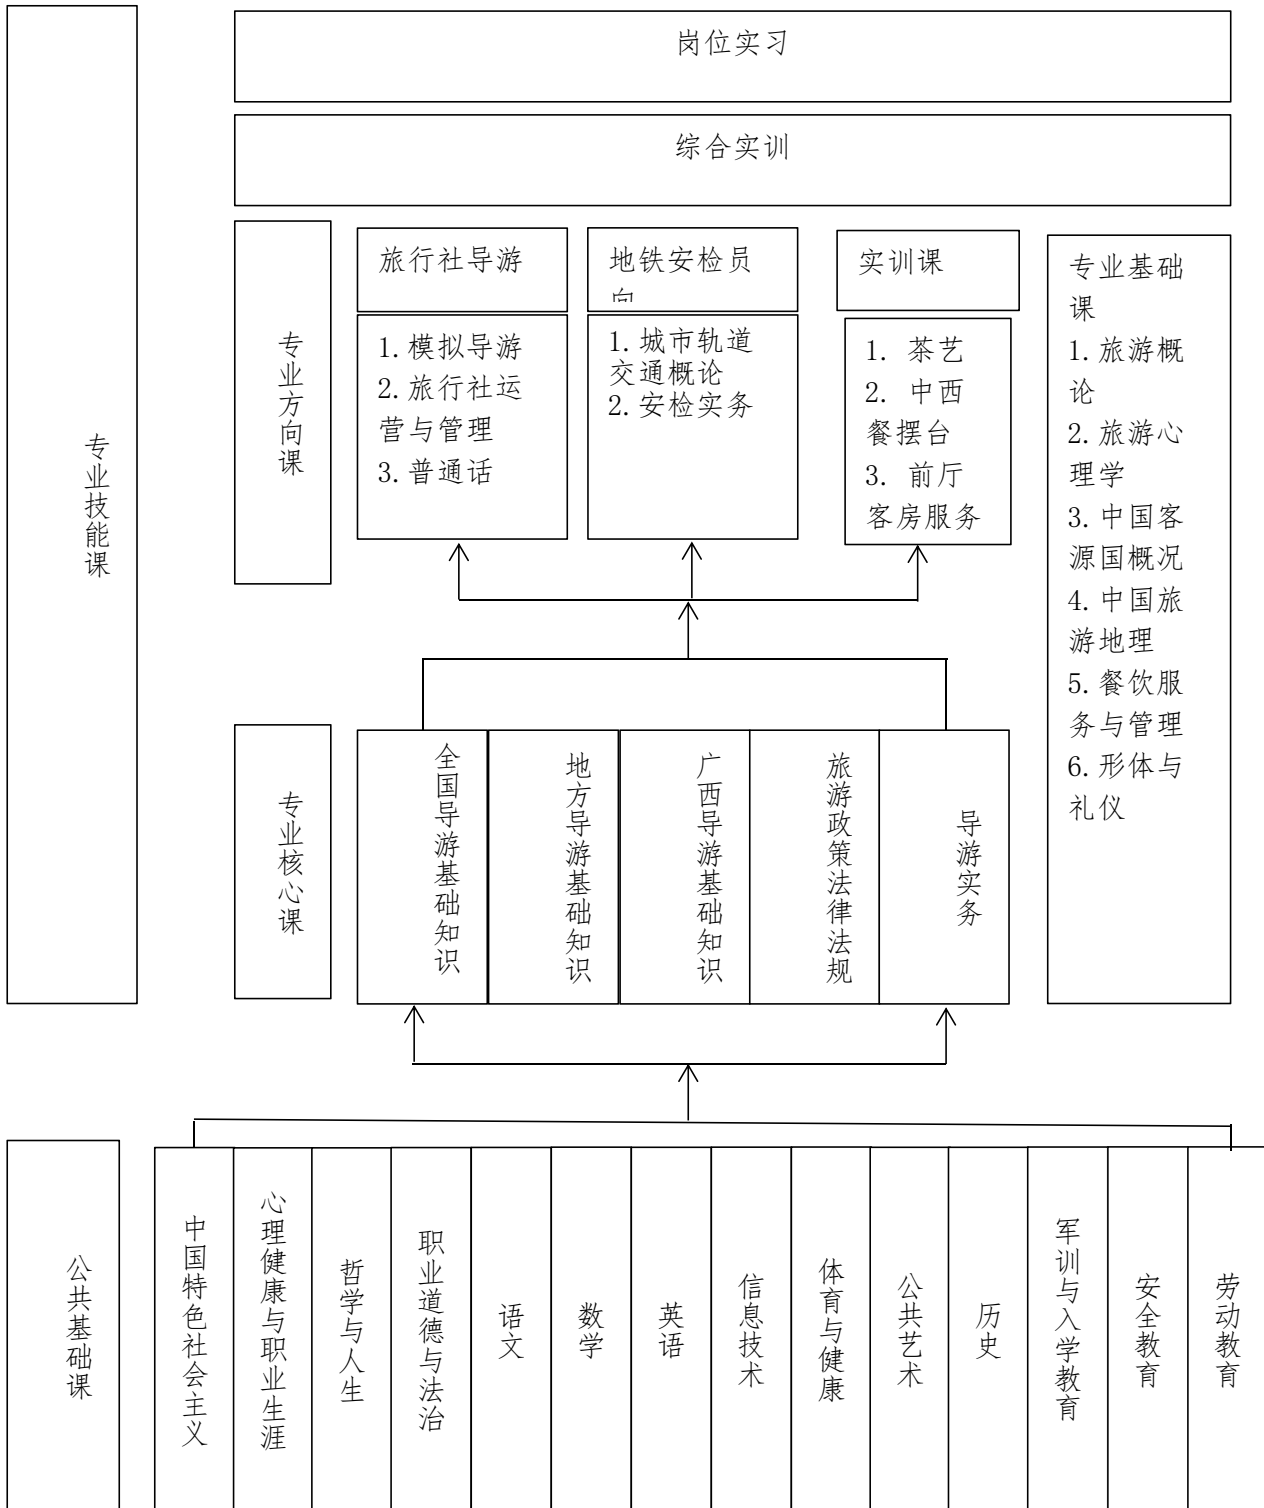 岗位实习
综合实训
专业技能课
专业方向课
旅行社导游
1.模拟导游
2.旅行社运
营与管理
3.普通话
地铁安检员
向
1.城市轨道
交通概论
2.安检实务
实训课
1. 茶艺
2. 中西
餐摆台
3. 前厅
客房服务
专业基础
课
1.旅游概
论
2.旅游心
理学
3.中国客
源国概况
4.中国旅
游地理
5.餐饮服
务与管理
6.形体与
礼仪
专业核心课
全国导游基础知识
地方导游基础知识
广西导游基础知识
旅游政策法律法规
导游实务
公共基础课
中国特色社会主义
心理健康与职业生涯
哲学与人生
职业道德与法治
语文
数学
英语
信息技术
体育与健康
公共艺术
历史
军训与入学教育
安全教育
劳动教育